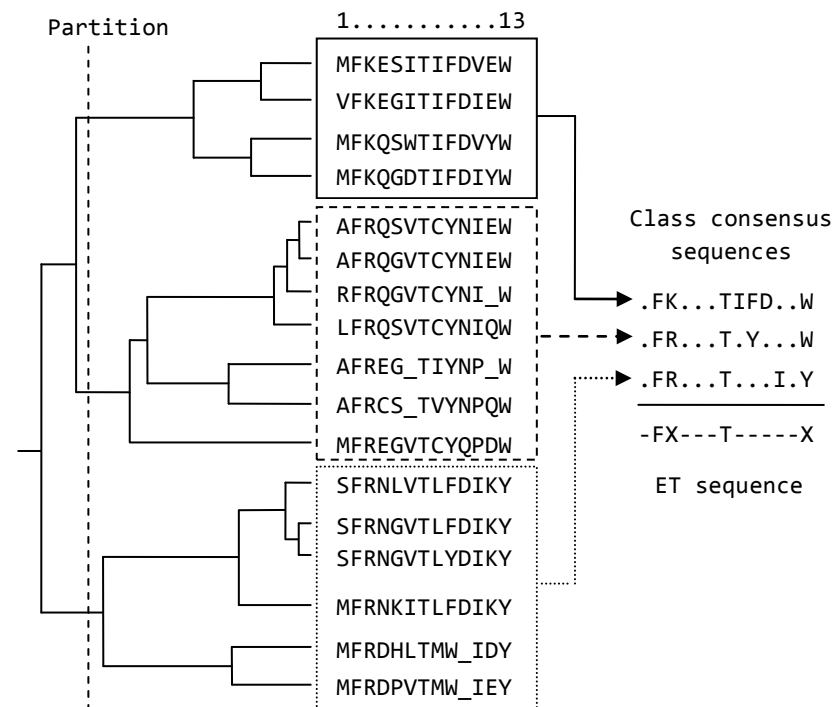 Partition
1...........13
MFKESITIFDVEW
VFKEGITIFDIEW
MFKQSWTIFDVYW
MFKQGDTIFDIYW
AFRQSVTCYNIEW
AFRQGVTCYNIEW
RFRQGVTCYNI_W
LFRQSVTCYNIQW
AFREG_TIYNP_W
AFRCS_TVYNPQW
MFREGVTCYQPDW
SFRNLVTLFDIKY
SFRNGVTLFDIKY
SFRNGVTLYDIKY
MFRNKITLFDIKY
MFRDHLTMW_IDY
MFRDPVTMW_IEY
Class consensus
sequences
.FK...TIFD..W
.FR...T.Y...W
.FR...T...I.Y
-FX---T-----X
ET sequence